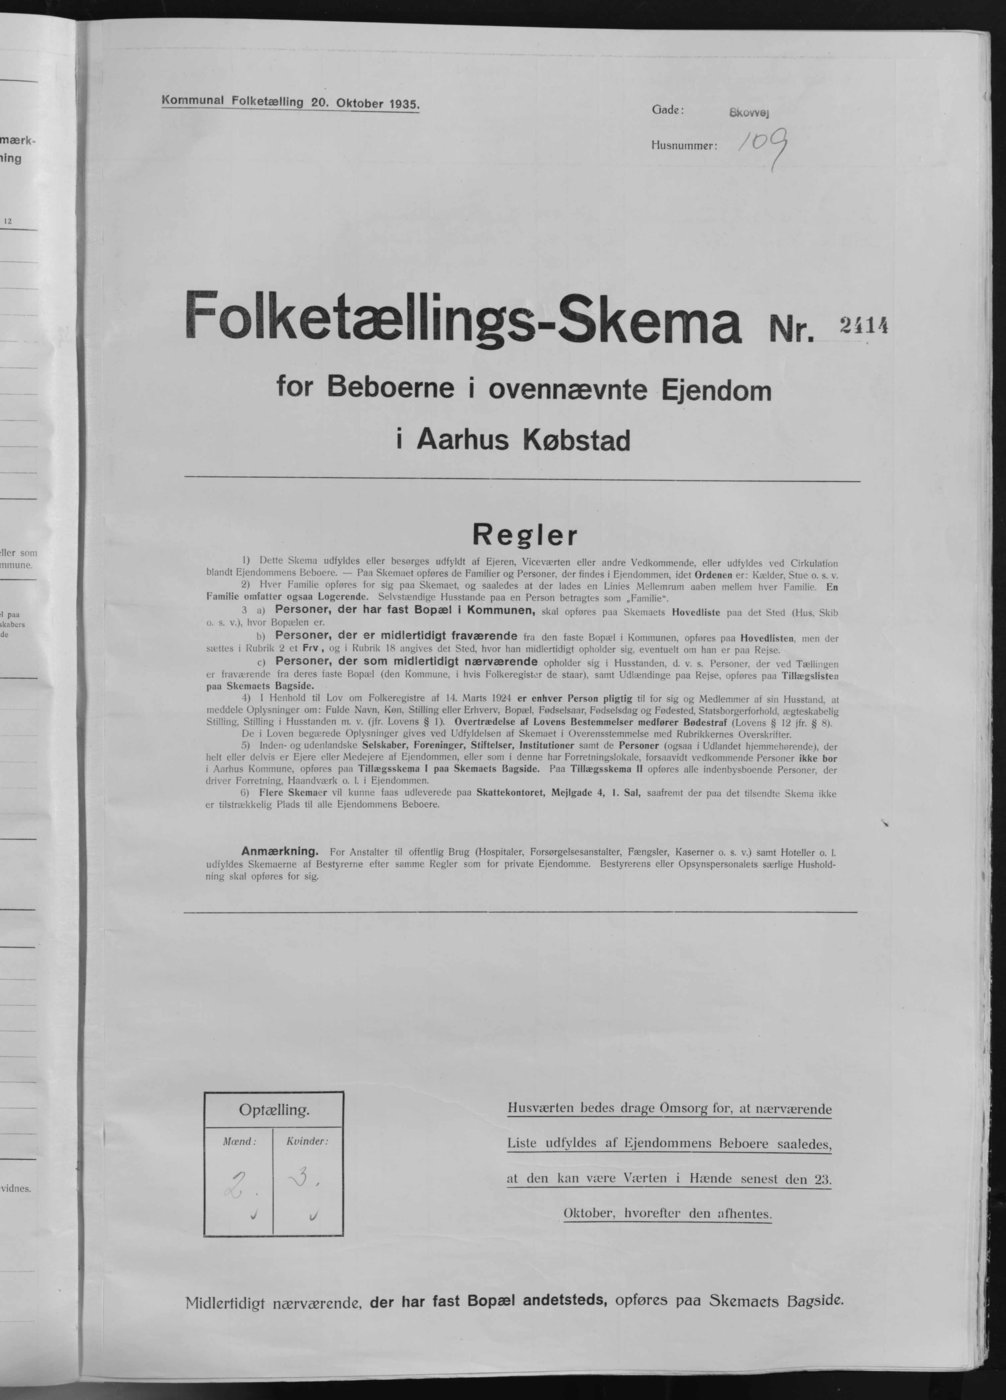 Kommunal Folketælling 20. Oktober 1935.
Gade: Skovvej
Husnummer: 109
Folketællings-Skema Nr. 2414
for Beboerne i ovennævnte Ejendom
i Aarhus Købstad
Regler
1) Dette Skema udfyldes eller besørges udfyldt af Ejeren, Viceværten eller andre Vedkommende, eller udfyldes ved Cirkulation
blandt Ejendommens Beboere. — Paa Skemaet opføres de Familier og Personer, der findes i Ejendommen, idet Ordenen er: Kælder, Stue o. s. v.
2) Hver Familie opføres for sig paa Skemaet, og saaledes at der lades en Linies Mellemrum aaben mellem hver Familie. En
Familie omfatter ogsaa Logerende. Selvstændige Husstande paa en Person betragtes som „Familie".
3 a) Personer, der har fast Bopæl i Kommunen, skal opføres paa Skemaets Hovedliste paa det Sted (Hus, Skib
o. s. v.), hvor Bopælen er.
b) Personer, der er midlertidigt fraværende fra den faste Bopæl i Kommunen, opføres paa Hovedlisten, men der
sættes i Rubrik 2 et Frv, og i Rubrik 18 angives det Sted, hvor han midlertidigt opholder sig, eventuelt om han er paa Rejse.
c) Personer, der som midlertidigt nærværende opholder sig i Husstanden, d. v. s. Personer, der ved Tællingen
er fraværende fra deres faste Bopæl (den Kommune, i hvis Folkeregister de staar), samt Udlændinge paa Rejse, opføres paa Tillægslisten
paa Skemaets Bagside.
4) I Henhold til Lov om Folkeregistre af 14. Marts 1924 er enhver Person pligtig til for sig og Medlemmer af sin Husstand, at
meddele Oplysninger om: Fulde Navn, Køn, Stilling eller Erhverv, Bopæl, Fødselsaar, Fødselsdag og Fødested, Statsborgerforhold, ægteskabelig
Stilling, Stilling i Husstanden m. v. (jfr. Lovens § 1). Overtrædelse af Lovens Bestemmelser medfører Bødestraf (Lovens § 12 jfr. § 8).
De i Loven begærede Oplysninger gives ved Udfyldelsen af Skemaet i Overensstemmelse med Rubrikkernes Overskrifter.
5) Inden- og udenlandske Selskaber, Foreninger, Stiftelser, Institutioner samt de Personer (ogsaa i Udlandet hjemmehørende), der
helt eller delvis er Ejere eller Medejere af Ejendommen, eller som i denne har Forretningslokale, forsaavidt vedkommende Personer ikke bor
i Aarhus Kommune, opføres paa Tillægsskema I paa Skemaets Bagside. Paa Tillægsskema II opføres alle indenbysboende Personer, der
driver Forretning, Haandværk o. l. i Ejendommen.
6) Flere Skemaer vil kunne faas udleverede paa Skattekontoret, Mejlgade 4, 1. Sal, saafremt der paa det tilsendte Skema ikke
er tilstrækkelig Plads til alle Ejendommens Beboere.
Anmærkning. For Anstalter til offentlig Brug (Hospitaler, Forsørgelsesanstalter, Fængsler, Kaserner o. s. v.) samt Hoteller o. l.
udfyldes Skemaerne af Bestyrerne efter samme Regler som for private Ejendomme. Bestyrerens eller Opsynspersonalets særlige Hushold-
ning skal opføres for sig.
Optælling.
Mænd: Kvinder:
2. 3.
Husværten bedes drage Omsorg for, at nærværende
Liste udfyldes af Ejendommens Beboere saaledes,
at den kan være Værten i Hænde senest den 23.
Oktober, hvorefter den afhentes.
Midlertidigt nærværende, der har fast Bopæl andetsteds, opføres paa Skemaets Bagside.
mærk-
ning
12
eller som
mmune.
el paa
skabers
de
vidnes.